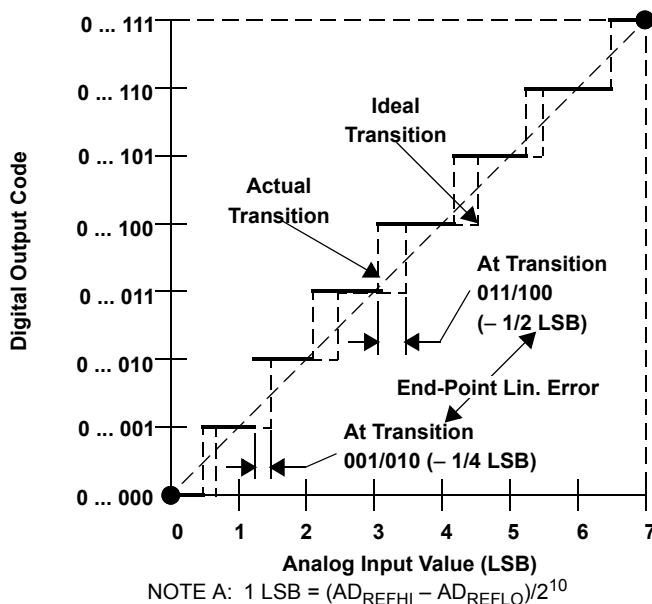 0 ... 111
0 ... 110
0 ... 101
0 ... 100
0 ... 011
0 ... 010
0 ... 001
0 ... 000
Digital Output Code
Ideal
Transition
Actual
Transition
At Transition
011/100
(– 1/2 LSB)
End-Point Lin. Error
At Transition
001/010 (– 1/4 LSB)
0 1 2 3 4 5 6 7
Analog Input Value (LSB)
NOTE A: 1 LSB = (AD_REFHI – AD_REFLO)/2^10